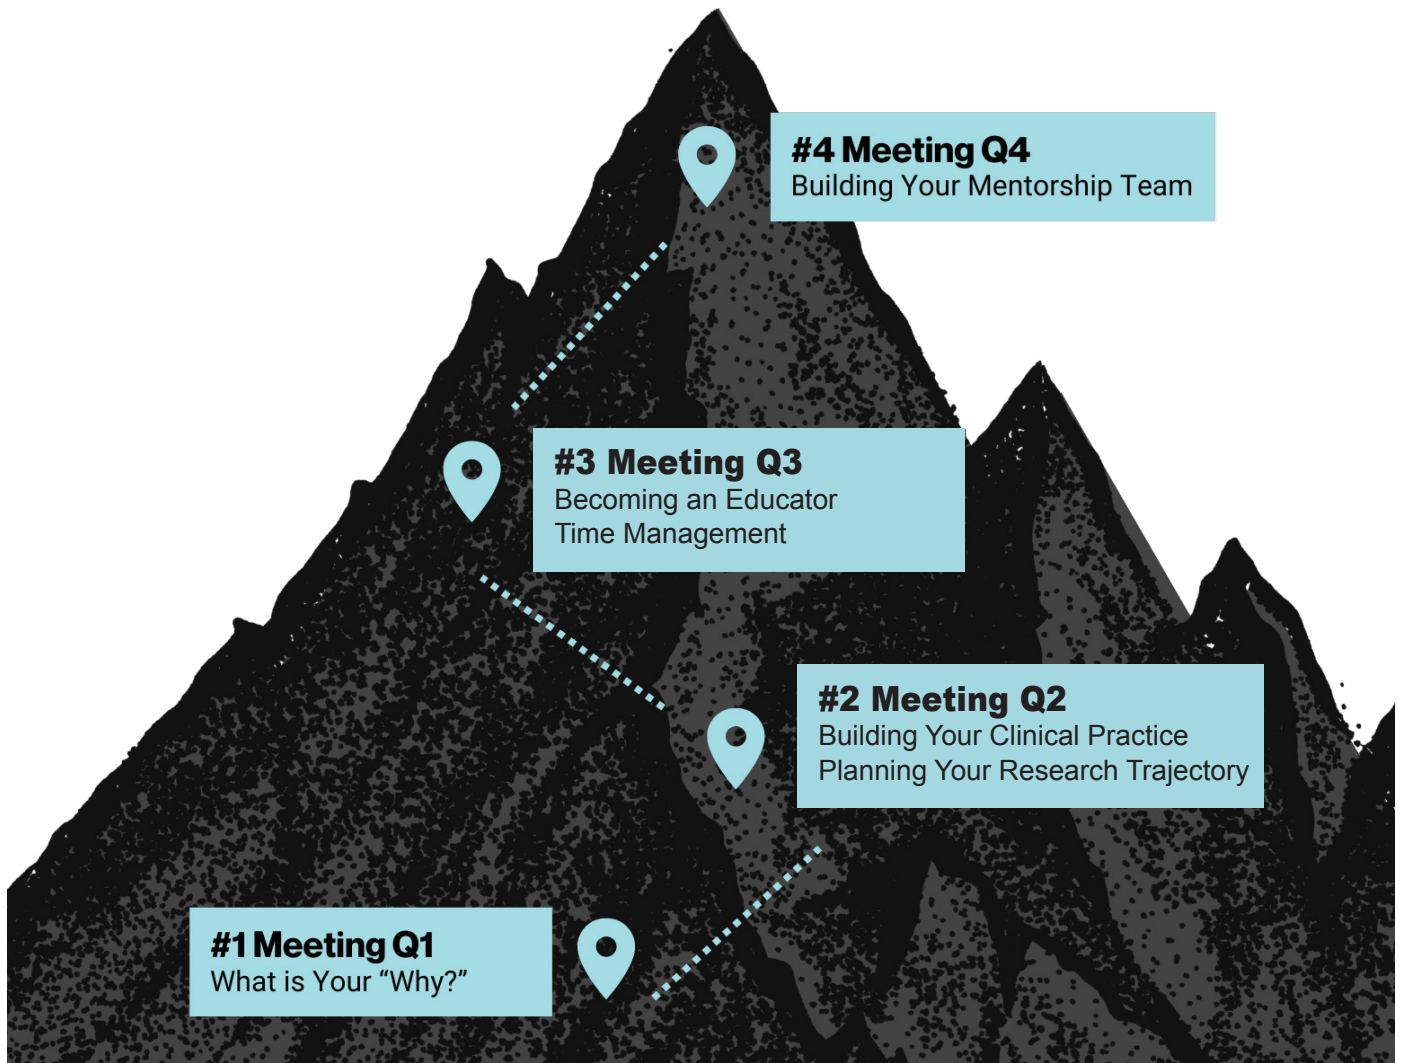 #4 Meeting Q4
Building Your Mentorship Team
#3 Meeting Q3
Becoming an Educator
Time Management
#2 Meeting Q2
Building Your Clinical Practice
Planning Your Research Trajectory
#1 Meeting Q1
What is Your “Why?”